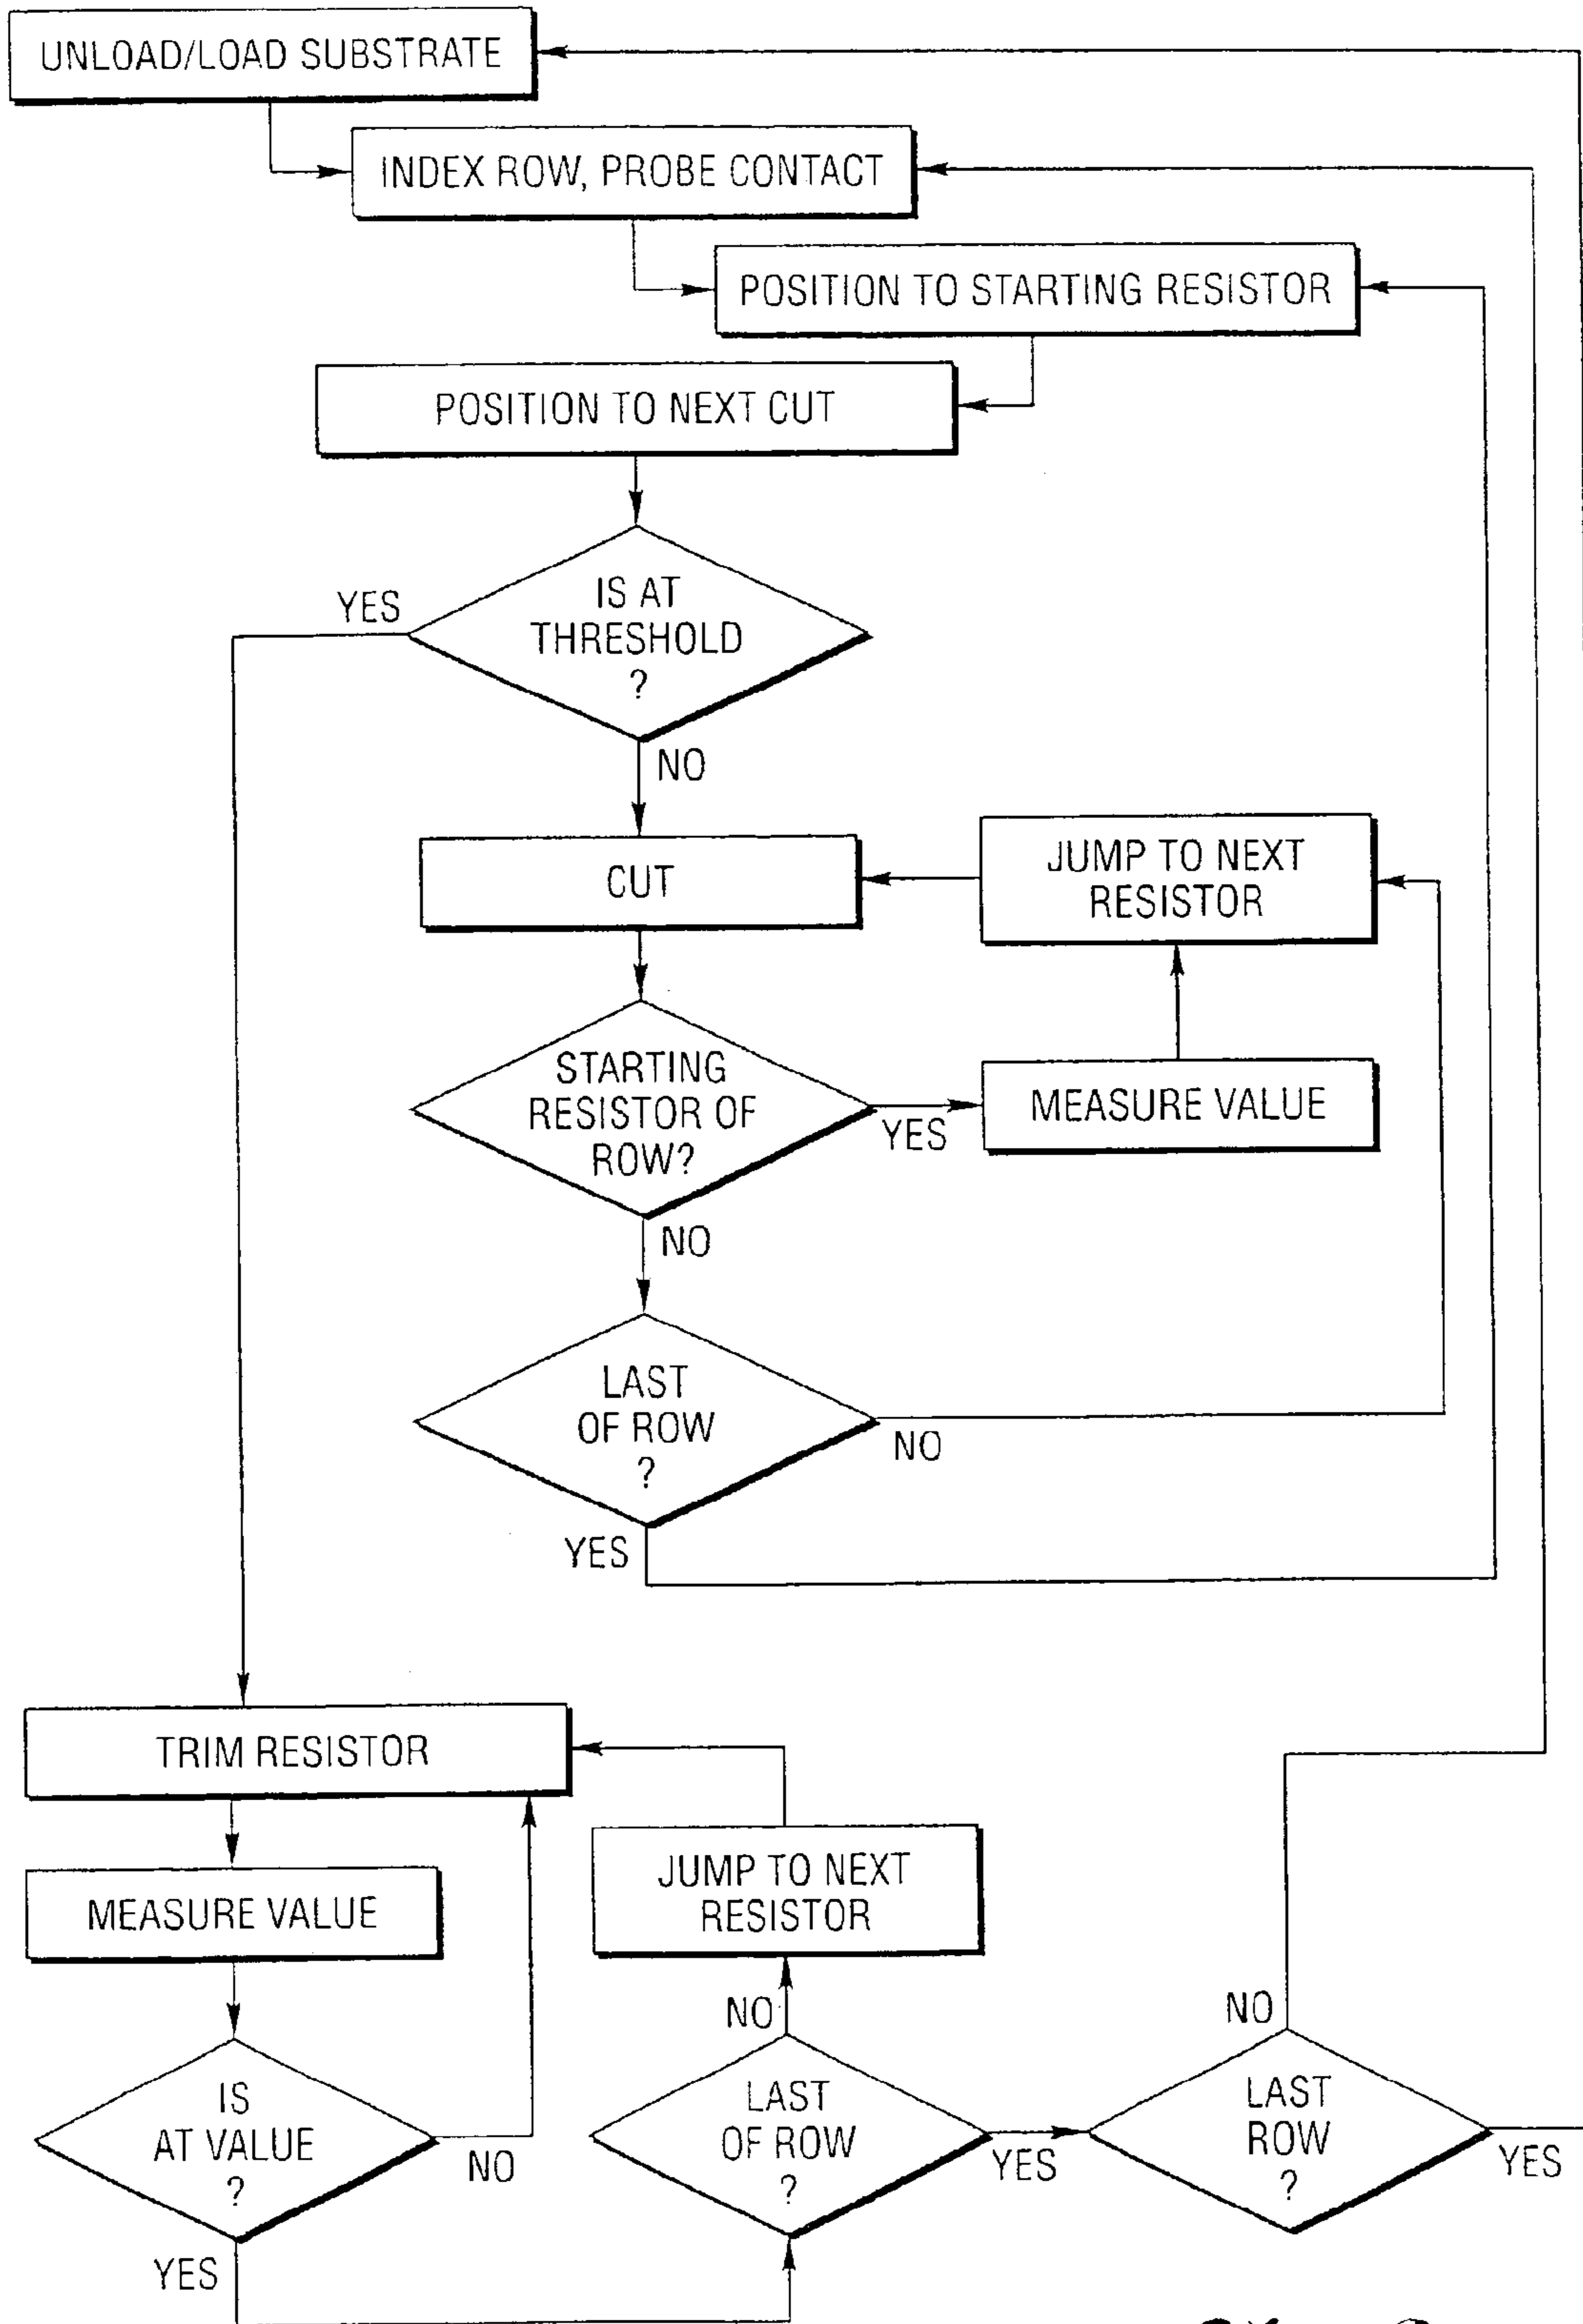 UNLOAD/LOAD SUBSTRATE
INDEX ROW, PROBE CONTACT
POSITION TO STARTING RESISTOR
POSITION TO NEXT CUT
IS AT
THRESHOLD
?
YES
NO
CUT
JUMP TO NEXT
RESISTOR
STARTING
RESISTOR OF
ROW?
YES
MEASURE VALUE
NO
LAST
OF ROW
?
NO
YES
TRIM RESISTOR
MEASURE VALUE
JUMP TO NEXT
RESISTOR
IS
AT VALUE
?
NO
YES
NO
LAST
OF ROW
?
YES
NO
LAST
ROW
?
YES